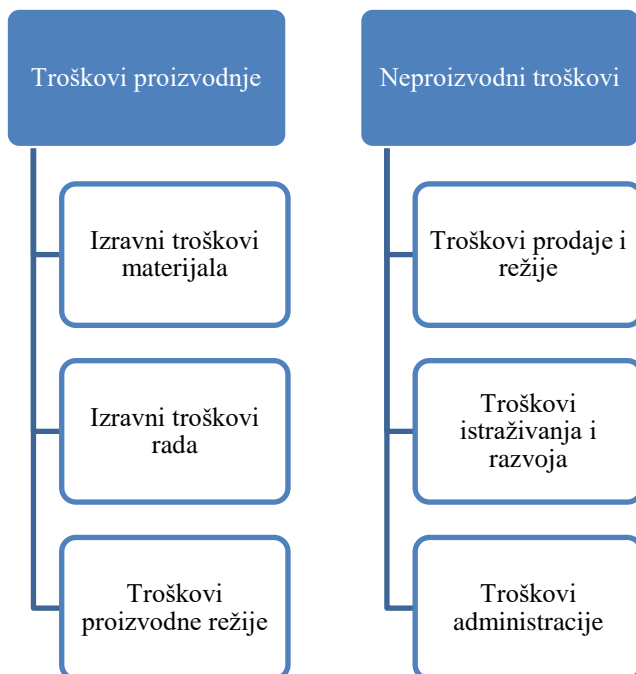 Troškovi proizvodnje
Izravni troškovi
materijala
Izravni troškovi
rada
Troškovi
proizvodne režije
Neproizvodni troškovi
Troškovi prodaje i
režije
Troškovi
istraživanja i
razvoja
Troškovi
administracije